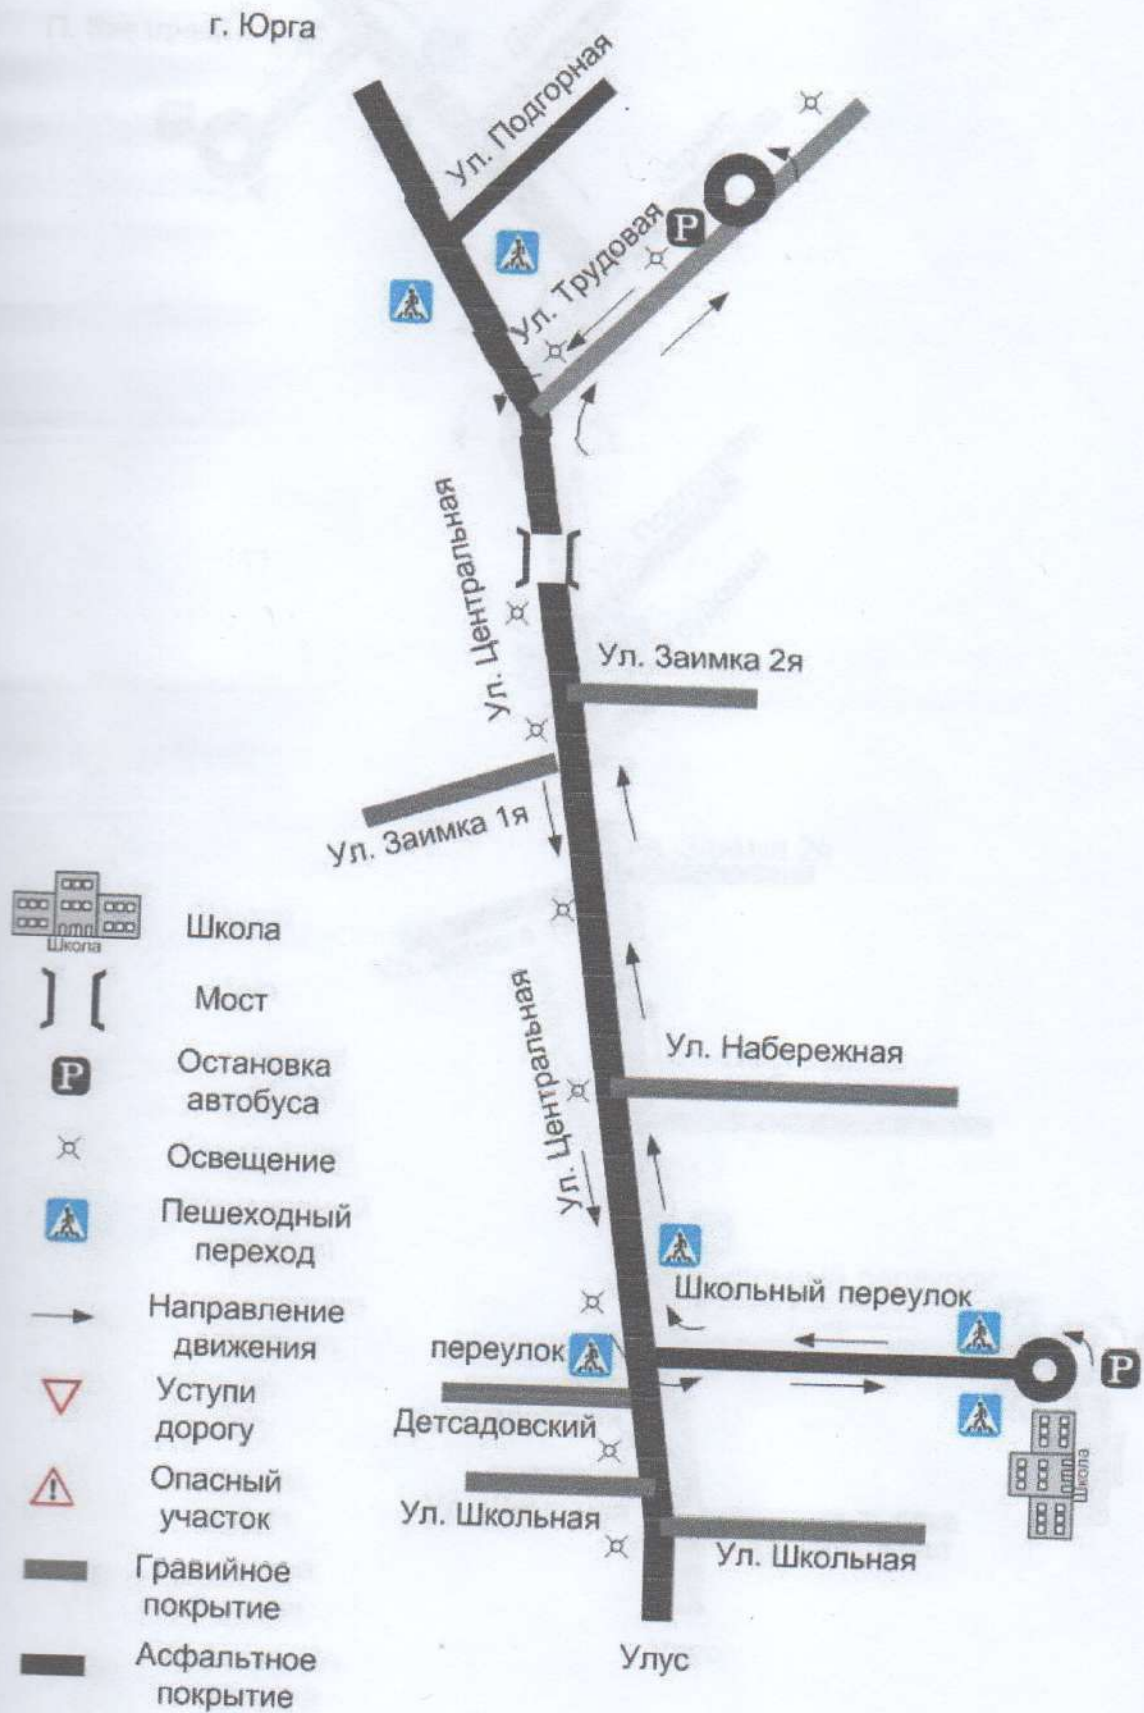 г. Юрга
Ул. Подгорная
Ул. Трудовая
P
Ул. Центральная
Ул. Заимка 2я
Ул. Заимка 1я
Ул. Центральная
Ул. Набережная
Ул. Центральная
Школьный переулок
переулок
P
Детсадовский
Школа
Ул. Школьная
Ул. Школьная
Улус
Школа
Школа
Мост
P
Остановка
автобуса
Освещение
Пешеходный
переход
Направление
движения
Уступи
дорогу
!
Опасный
участок
Гравийное
покрытие
Асфальтное
покрытие